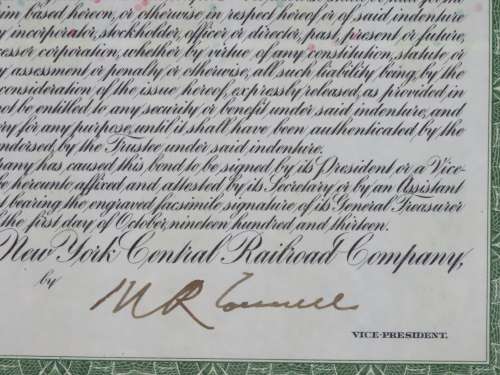 im based hereon, or otherwise in respect hereof or of said indenture
y incorporator, stockholder, officer or director, past, present or future,
cessor corporation, whether by virtue of any constitution, statute or
y assessment or penalty or otherwise, all such liability being, by the
consideration of the issue hereof, expressly released, as provided in
not be entitled to any security or benefit under said indenture, and
ry for any purpose, until it shall have been authenticated by the
endorsed by the Trustee under said indenture.
pany has caused this bond to be signed by its President or a Vice-
be hereunto affixed and attested by its Secretary or by an Assistant
t bearing the engraved facsimile signature of its General Treasurer
f the first day of October, nineteen hundred and thirteen.
New York Central Railroad Company,
by
M R
VICE-PRESIDENT.